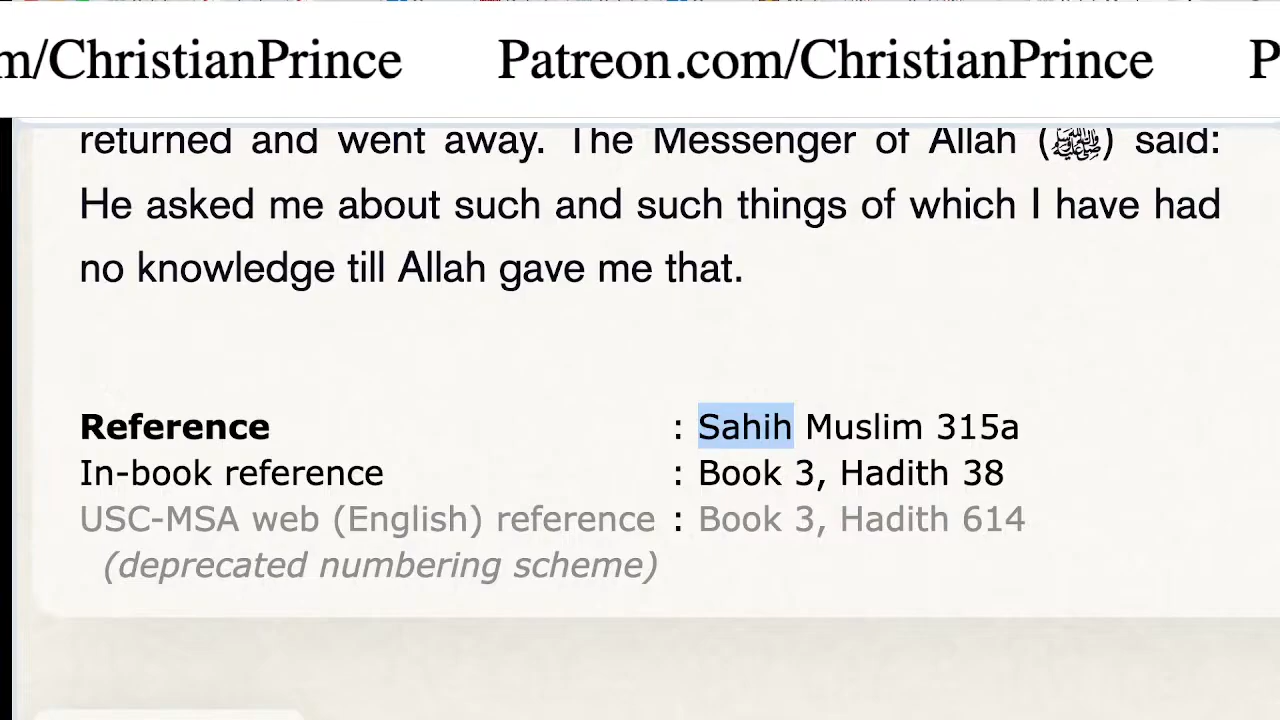 m/ChristianPrince Patreon.com/ChristianPrince P
returned and went away. The Messenger of Allah (ﷺ) said:
He asked me about such and such things of which I have had
no knowledge till Allah gave me that.
Reference : Sahih Muslim 315a
In-book reference : Book 3, Hadith 38
USC-MSA web (English) reference : Book 3, Hadith 614
(deprecated numbering scheme)